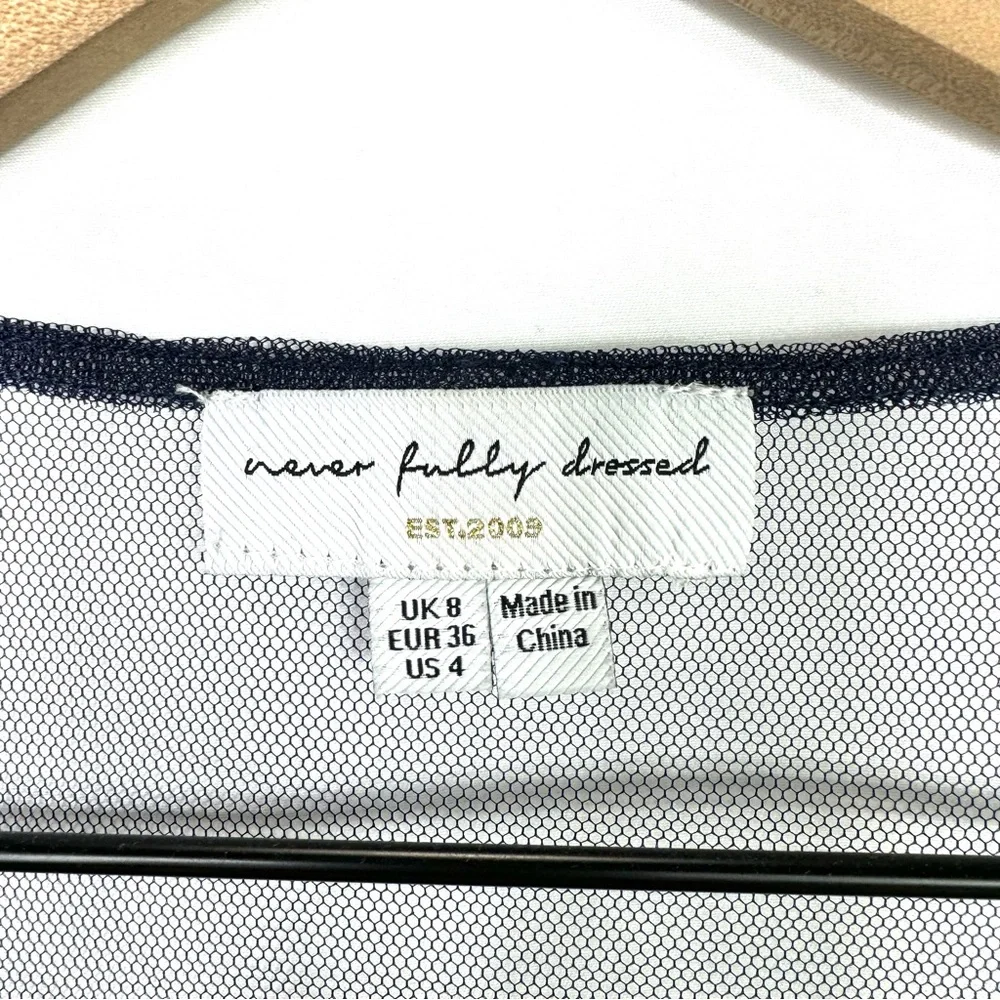 never fully dressed
EST.2009
UK 8
EUR 36
US 4
Made in
China